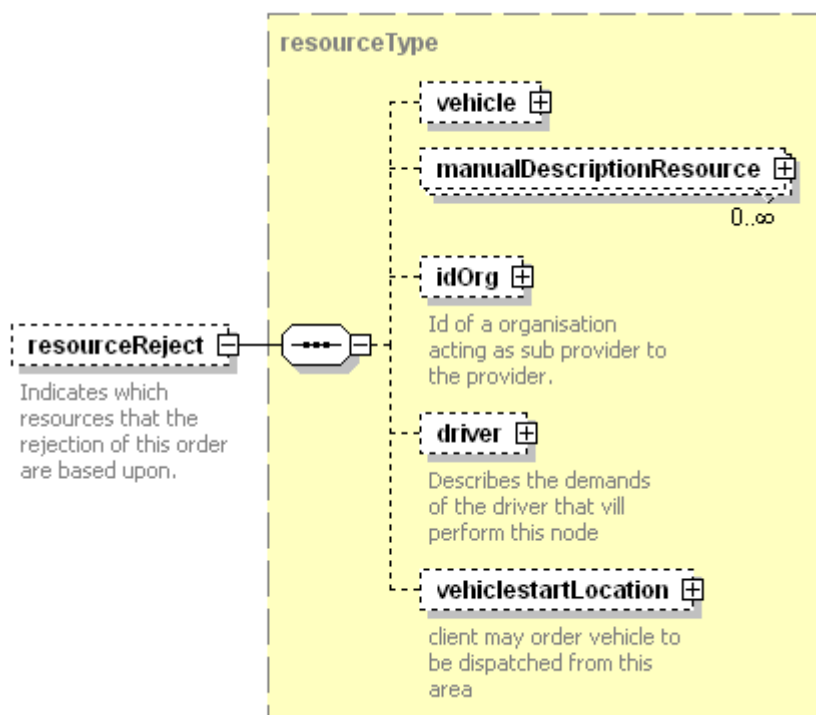 resourceType
vehicle
manualDescriptionResource
0..∞
idOrg
Id of a organisation
acting as sub provider to
the provider.
resourceReject
Indicates which
resources that the
rejection of this order
are based upon.
driver
Describes the demands
of the driver that vill
perform this node
vehiclestartLocation
client may order vehicle to
be dispatched from this
area